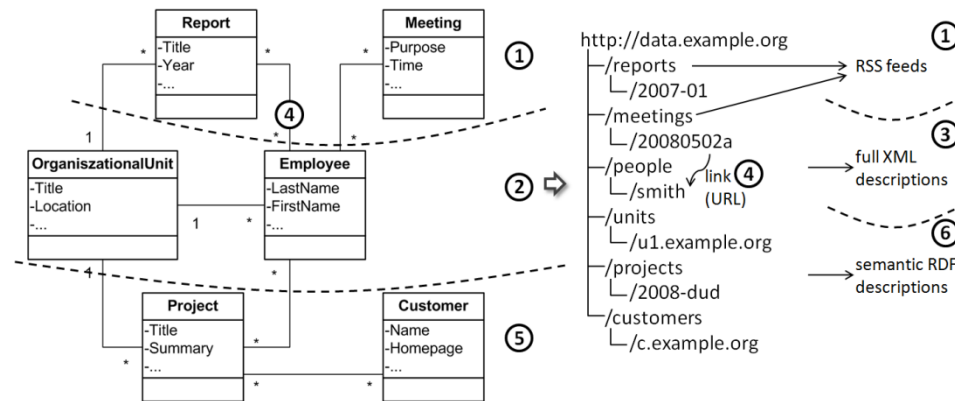 Report
-Title
-Year
-...
Meeting
-Purpose
-Time
-...
*
*
*
1
4
1
*
*
OrganiszationalUnit
-Title
-Location
-...
Employee
-LastName
-FirstName
-...
2
1
*
1
*
Project
-Title
-Summary
-...
Customer
-Name
-Homepage
-...
*
*
*
*
5
http://data.example.org
/reports
/2007-01
/meetings
/20080502a
/people
/smith
/units
/u1.example.org
/projects
/2008-dud
/customers
/c.example.org
link
(URL)
4
1
RSS feeds
3
full XML
descriptions
6
semantic RDF
descriptions